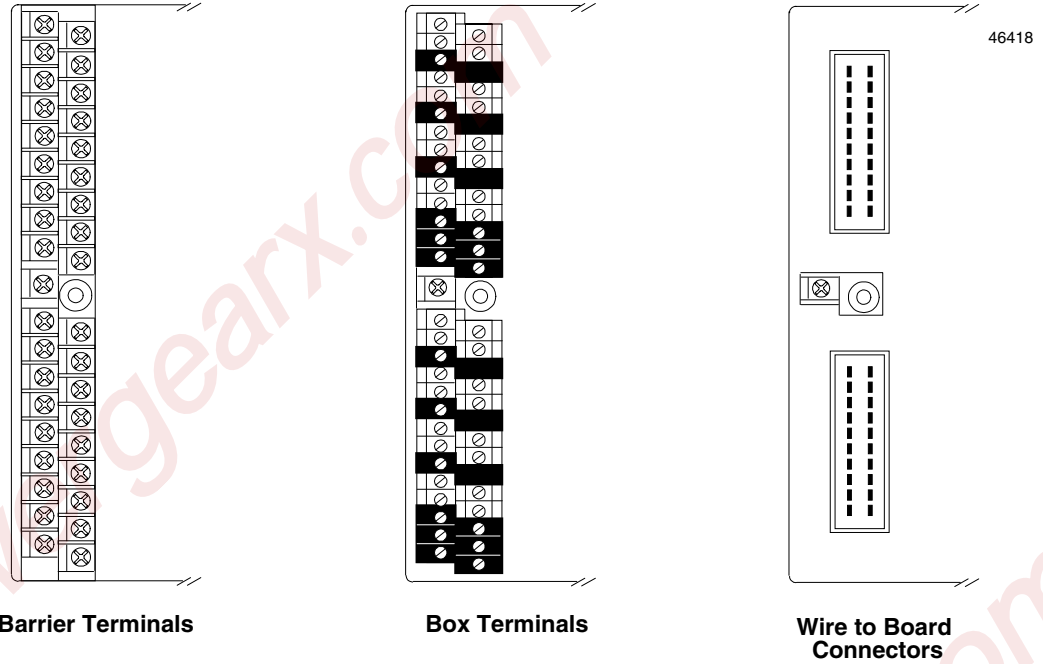 46418
Barrier Terminals
Box Terminals
Wire to Board
Connectors